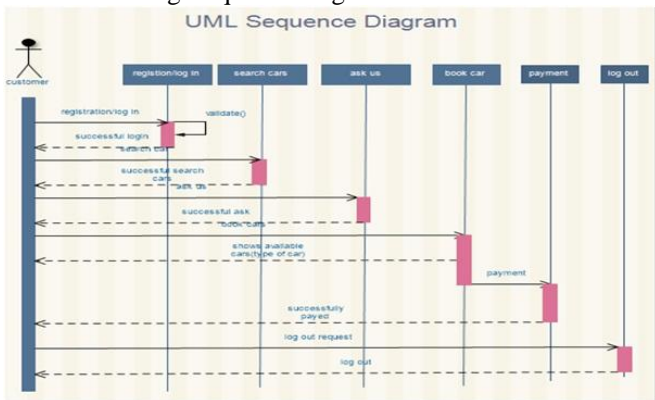 UML Sequence Diagram
customer
registion/log in
search cars
ask us
book car
payment
log out
registration/log in
validate()
successful login
search car
successful search
cars
ask us
successful ask
book cars
shows available
cars(type of car)
payment
successfully
payed
log out request
log out